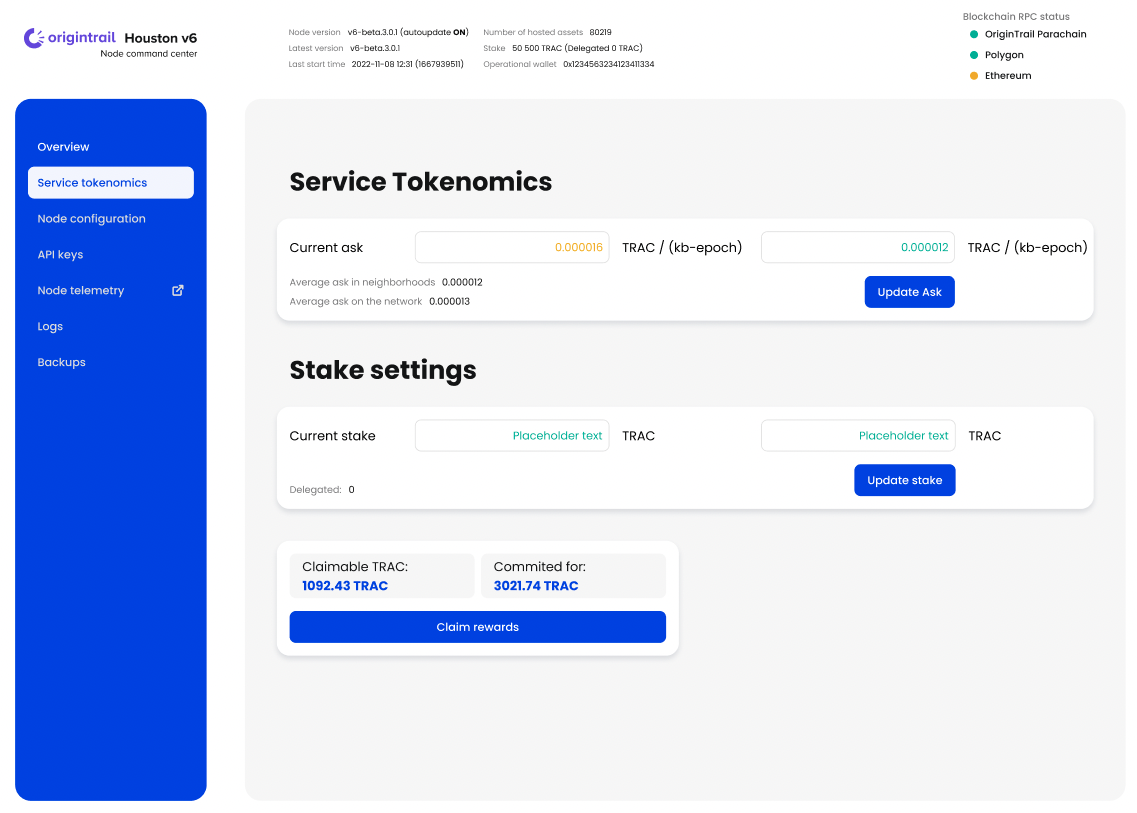 origintrail Houston v6
Node command center
Node version v6-beta.3.0.1 (autoupdate ON)
Latest version v6-beta.3.0.1
Last start time 2022-11-08 12:31 (1667939511)
Number of hosted assets 80219
Stake 50 500 TRAC (Delegated 0 TRAC)
Operational wallet 0x1234563234123411334
Blockchain RPC status
OriginTrail Parachain
Polygon
Ethereum
Overview
Service tokenomics
Node configuration
API keys
Node telemetry
Logs
Backups
Service Tokenomics
Current ask 0.000016 TRAC / (kb-epoch) 0.000012 TRAC / (kb-epoch)
Average ask in neighborhoods 0.000012
Average ask on the network 0.000013
Update Ask
Stake settings
Current stake Placeholder text TRAC Placeholder text TRAC
Update stake
Delegated: 0
Claimable TRAC:
1092.43 TRAC
Commited for:
3021.74 TRAC
Claim rewards